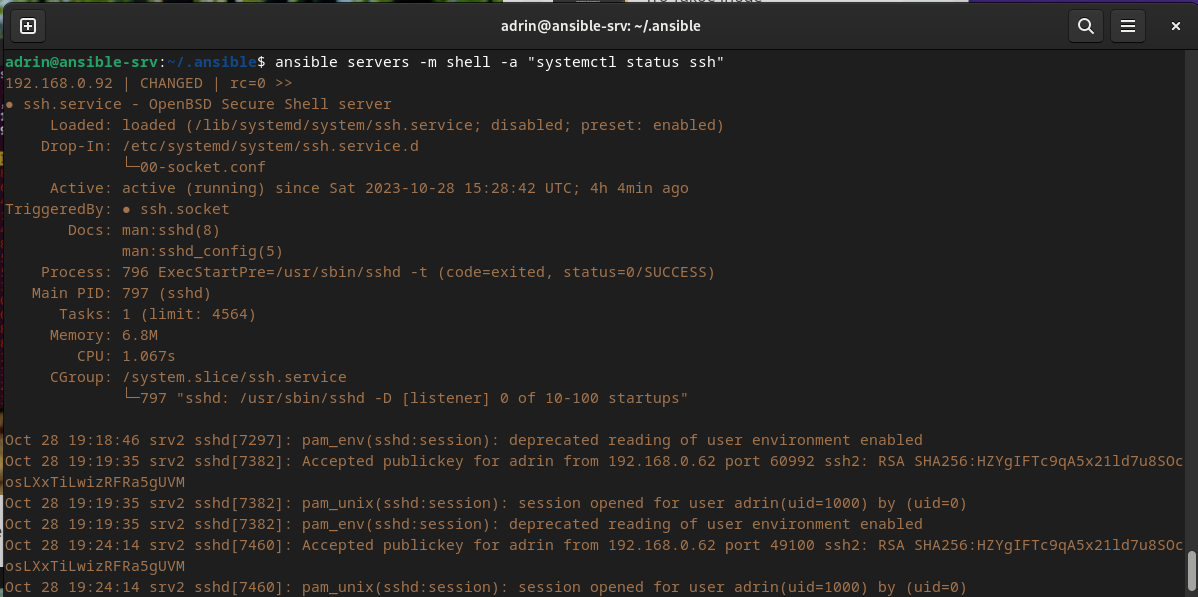 adrin@ansible-srv: ~/.ansible
adrin@ansible-srv:~/.ansible$ ansible servers -m shell -a "systemctl status ssh"
192.168.0.92 | CHANGED | rc=0 >>
● ssh.service - OpenBSD Secure Shell server
Loaded: loaded (/lib/systemd/system/ssh.service; disabled; preset: enabled)
Drop-In: /etc/systemd/system/ssh.service.d
└─00-socket.conf
Active: active (running) since Sat 2023-10-28 15:28:42 UTC; 4h 4min ago
TriggeredBy: ● ssh.socket
Docs: man:sshd(8)
man:sshd_config(5)
Process: 796 ExecStartPre=/usr/sbin/sshd -t (code=exited, status=0/SUCCESS)
Main PID: 797 (sshd)
Tasks: 1 (limit: 4564)
Memory: 6.8M
CPU: 1.067s
CGroup: /system.slice/ssh.service
└─797 "sshd: /usr/sbin/sshd -D [listener] 0 of 10-100 startups"
Oct 28 19:18:46 srv2 sshd[7297]: pam_env(sshd:session): deprecated reading of user environment enabled
Oct 28 19:19:35 srv2 sshd[7382]: Accepted publickey for adrin from 192.168.0.62 port 60992 ssh2: RSA SHA256:HZYgIFTc9qA5x21ld7u8SOc
osLXxTiLwizRFRa5gUVM
Oct 28 19:19:35 srv2 sshd[7382]: pam_unix(sshd:session): session opened for user adrin(uid=1000) by (uid=0)
Oct 28 19:19:35 srv2 sshd[7382]: pam_env(sshd:session): deprecated reading of user environment enabled
Oct 28 19:24:14 srv2 sshd[7460]: Accepted publickey for adrin from 192.168.0.62 port 49100 ssh2: RSA SHA256:HZYgIFTc9qA5x21ld7u8SOc
osLXxTiLwizRFRa5gUVM
Oct 28 19:24:14 srv2 sshd[7460]: pam_unix(sshd:session): session opened for user adrin(uid=1000) by (uid=0)